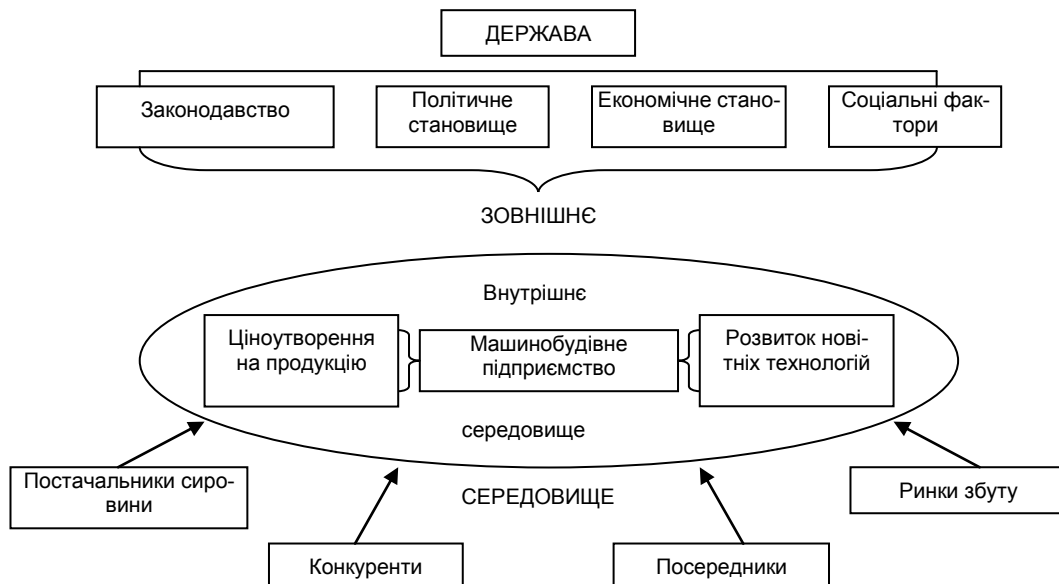 ДЕРЖАВА
Законодавство
Політичне
становище
Економічне стано-
вище
Соціальні фак-
тори
ЗОВНІШНЄ
Внутрішнє
Ціноутворення
на продукцію
Машинобудівне
підприємство
Розвиток нові-
тніх технологій
середовище
Постачальники сиро-
вини
СЕРЕДОВИЩЕ
Ринки збуту
Конкуренти
Посередники